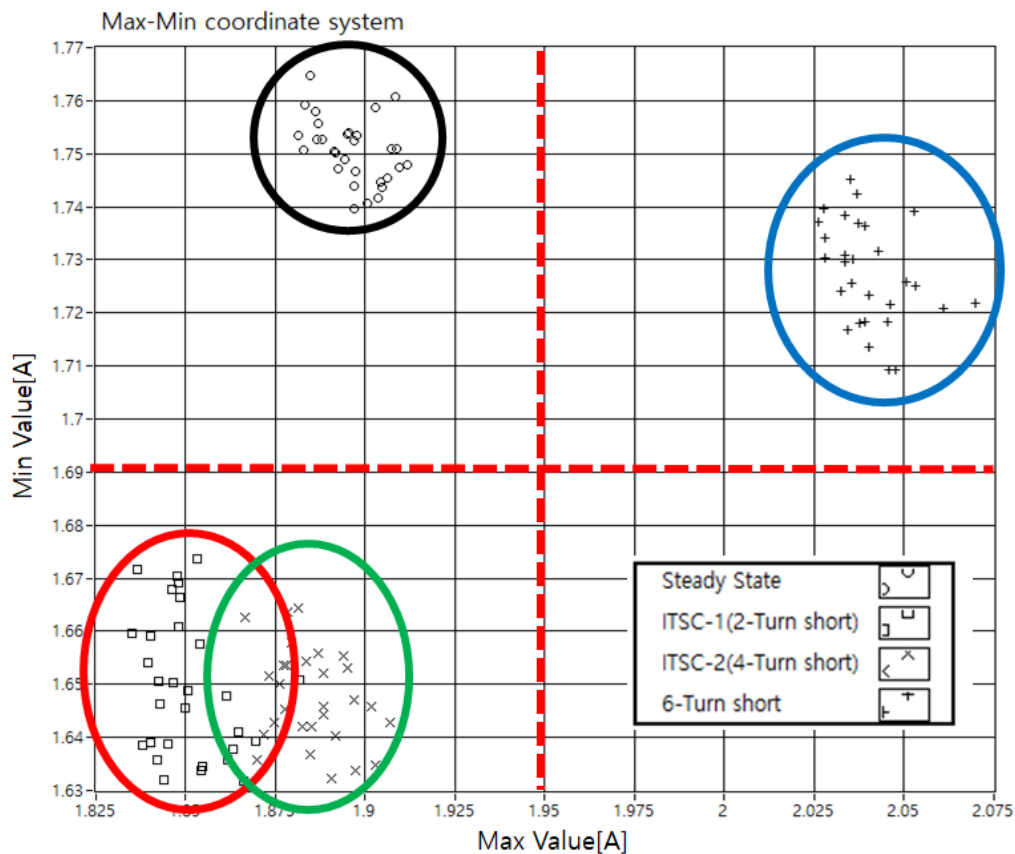 Max-Min coordinate system
1.77
1.76
1.75
1.74
1.73
1.72
1.71
1.7
1.69
1.68
1.67
1.66
1.65
1.64
1.63
Min Value[A]
Steady State
ITSC-1(2-Turn short)
ITSC-2(4-Turn short)
6-Turn short
1.825 1.85 1.875 1.9 1.925 1.95 1.975 2 2.025 2.05 2.075
Max Value[A]